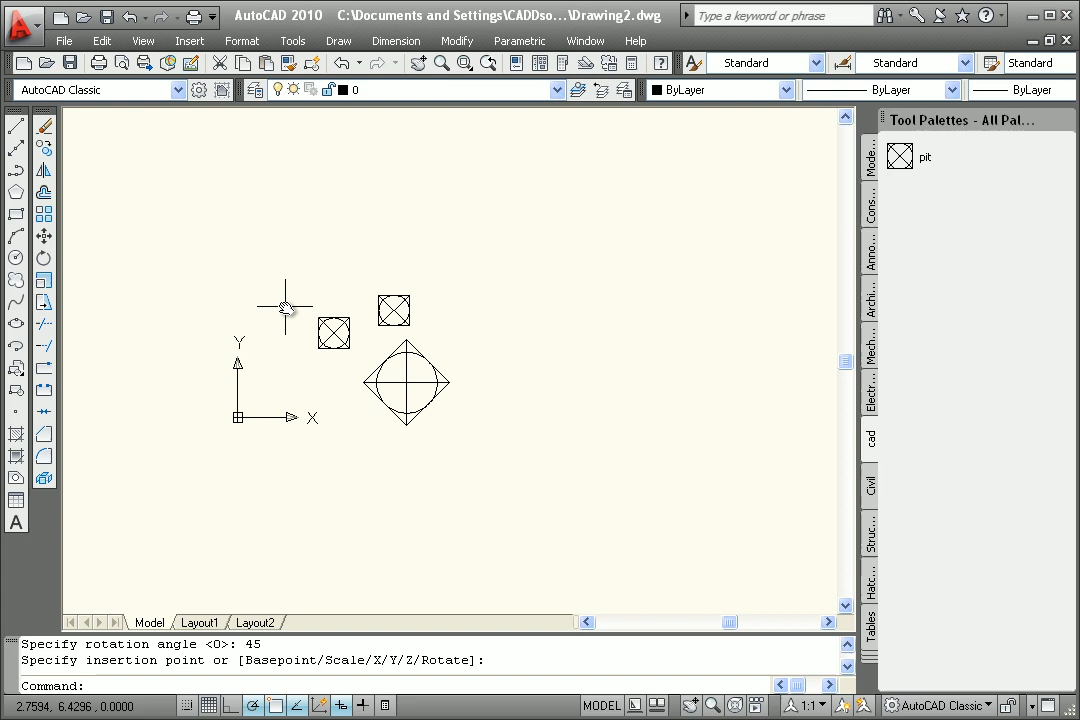 AutoCAD 2010 C:\Documents and Settings\CADDso...\Drawing2.dwg
Type a keyword or phrase
File Edit View Insert Format Tools Draw Dimension Modify Parametric Window Help
Standard Standard Standard
AutoCAD Classic 0 ByLayer ByLayer ByLayer
Tool Palettes - All Pal...
pit
Mode...
Cons...
Anno...
Archi...
Mech...
Electr...
cad
Civil
Struc...
Hatc...
Tables
Y
X
A
Model Layout1 Layout2
Specify rotation angle <0>: 45
Specify insertion point or [Basepoint/Scale/X/Y/Z/Rotate]:
Command:
2.7594, 6.4296 , 0.0000 MODEL 1:1 AutoCAD Classic